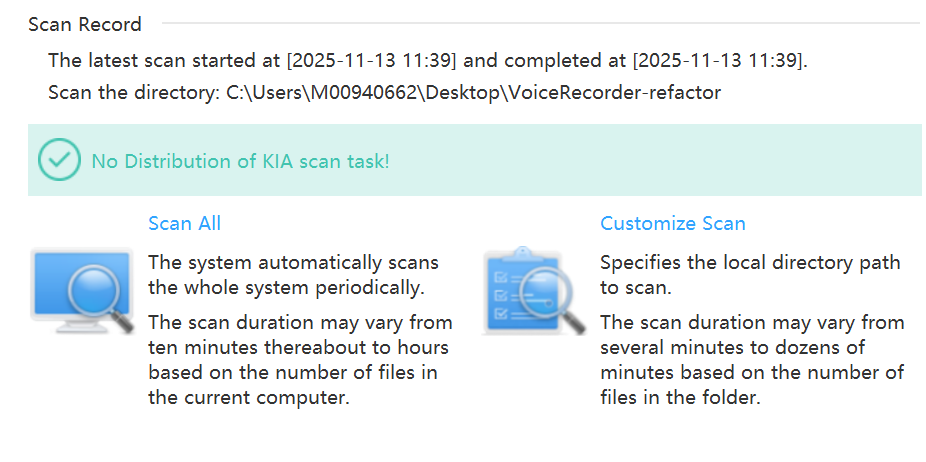 Scan Record
The latest scan started at [2025-11-13 11:39] and completed at [2025-11-13 11:39].
Scan the directory: C:\Users\M00940662\Desktop\VoiceRecorder-refactor
No Distribution of KIA scan task!
Scan All
The system automatically scans
the whole system periodically.
The scan duration may vary from
ten minutes thereabout to hours
based on the number of files in
the current computer.
Customize Scan
Specifies the local directory path
to scan.
The scan duration may vary from
several minutes to dozens of
minutes based on the number of
files in the folder.